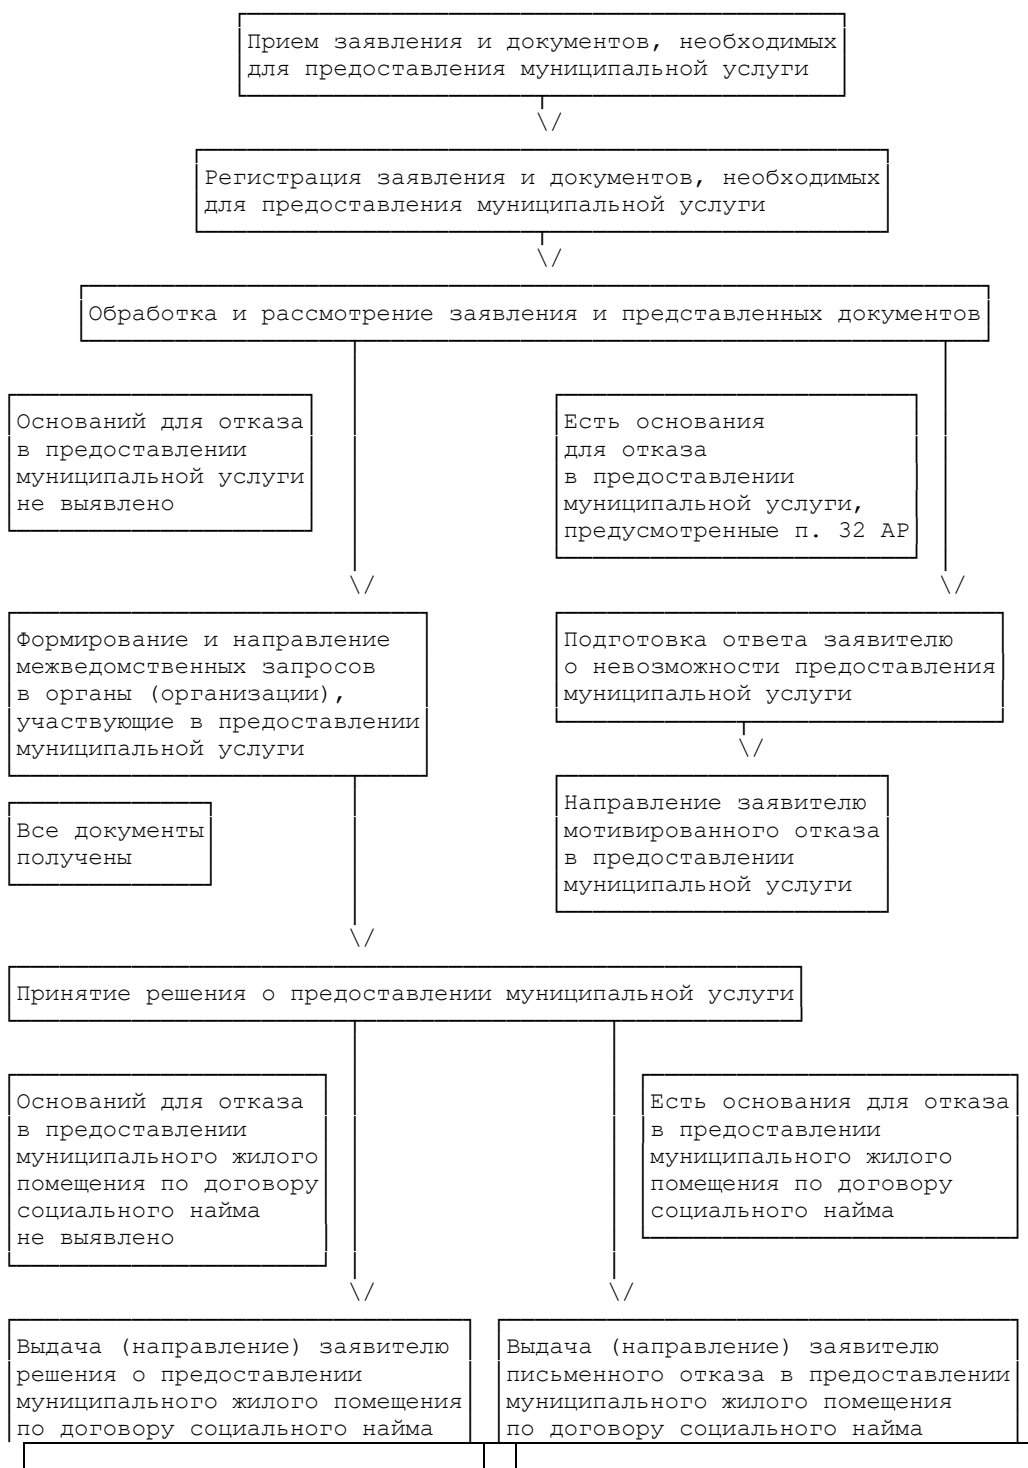 Прием заявления и документов, необходимых
для предоставления муниципальной услуги
Регистрация заявления и документов, необходимых
для предоставления муниципальной услуги
Обработка и рассмотрение заявления и представленных документов
Оснований для отказа
в предоставлении
муниципальной услуги
не выявлено
Есть основания
для отказа
в предоставлении
муниципальной услуги,
предусмотренные п. 32 АР
Формирование и направление
межведомственных запросов
в органы (организации),
участвующие в предоставлении
муниципальной услуги
Подготовка ответа заявителю
о невозможности предоставления
муниципальной услуги
Все документы
получены
Направление заявителю
мотивированного отказа
в предоставлении
муниципальной услуги
Принятие решения о предоставлении муниципальной услуги
Оснований для отказа
в предоставлении
муниципального жилого
помещения по договору
социального найма
не выявлено
Есть основания для отказа
в предоставлении
муниципального жилого
помещения по договору
социального найма
Выдача (направление) заявителю
решения о предоставлении
муниципального жилого помещения
по договору социального найма
Выдача (направление) заявителю
письменного отказа в предоставлении
муниципального жилого помещения
по договору социального найма